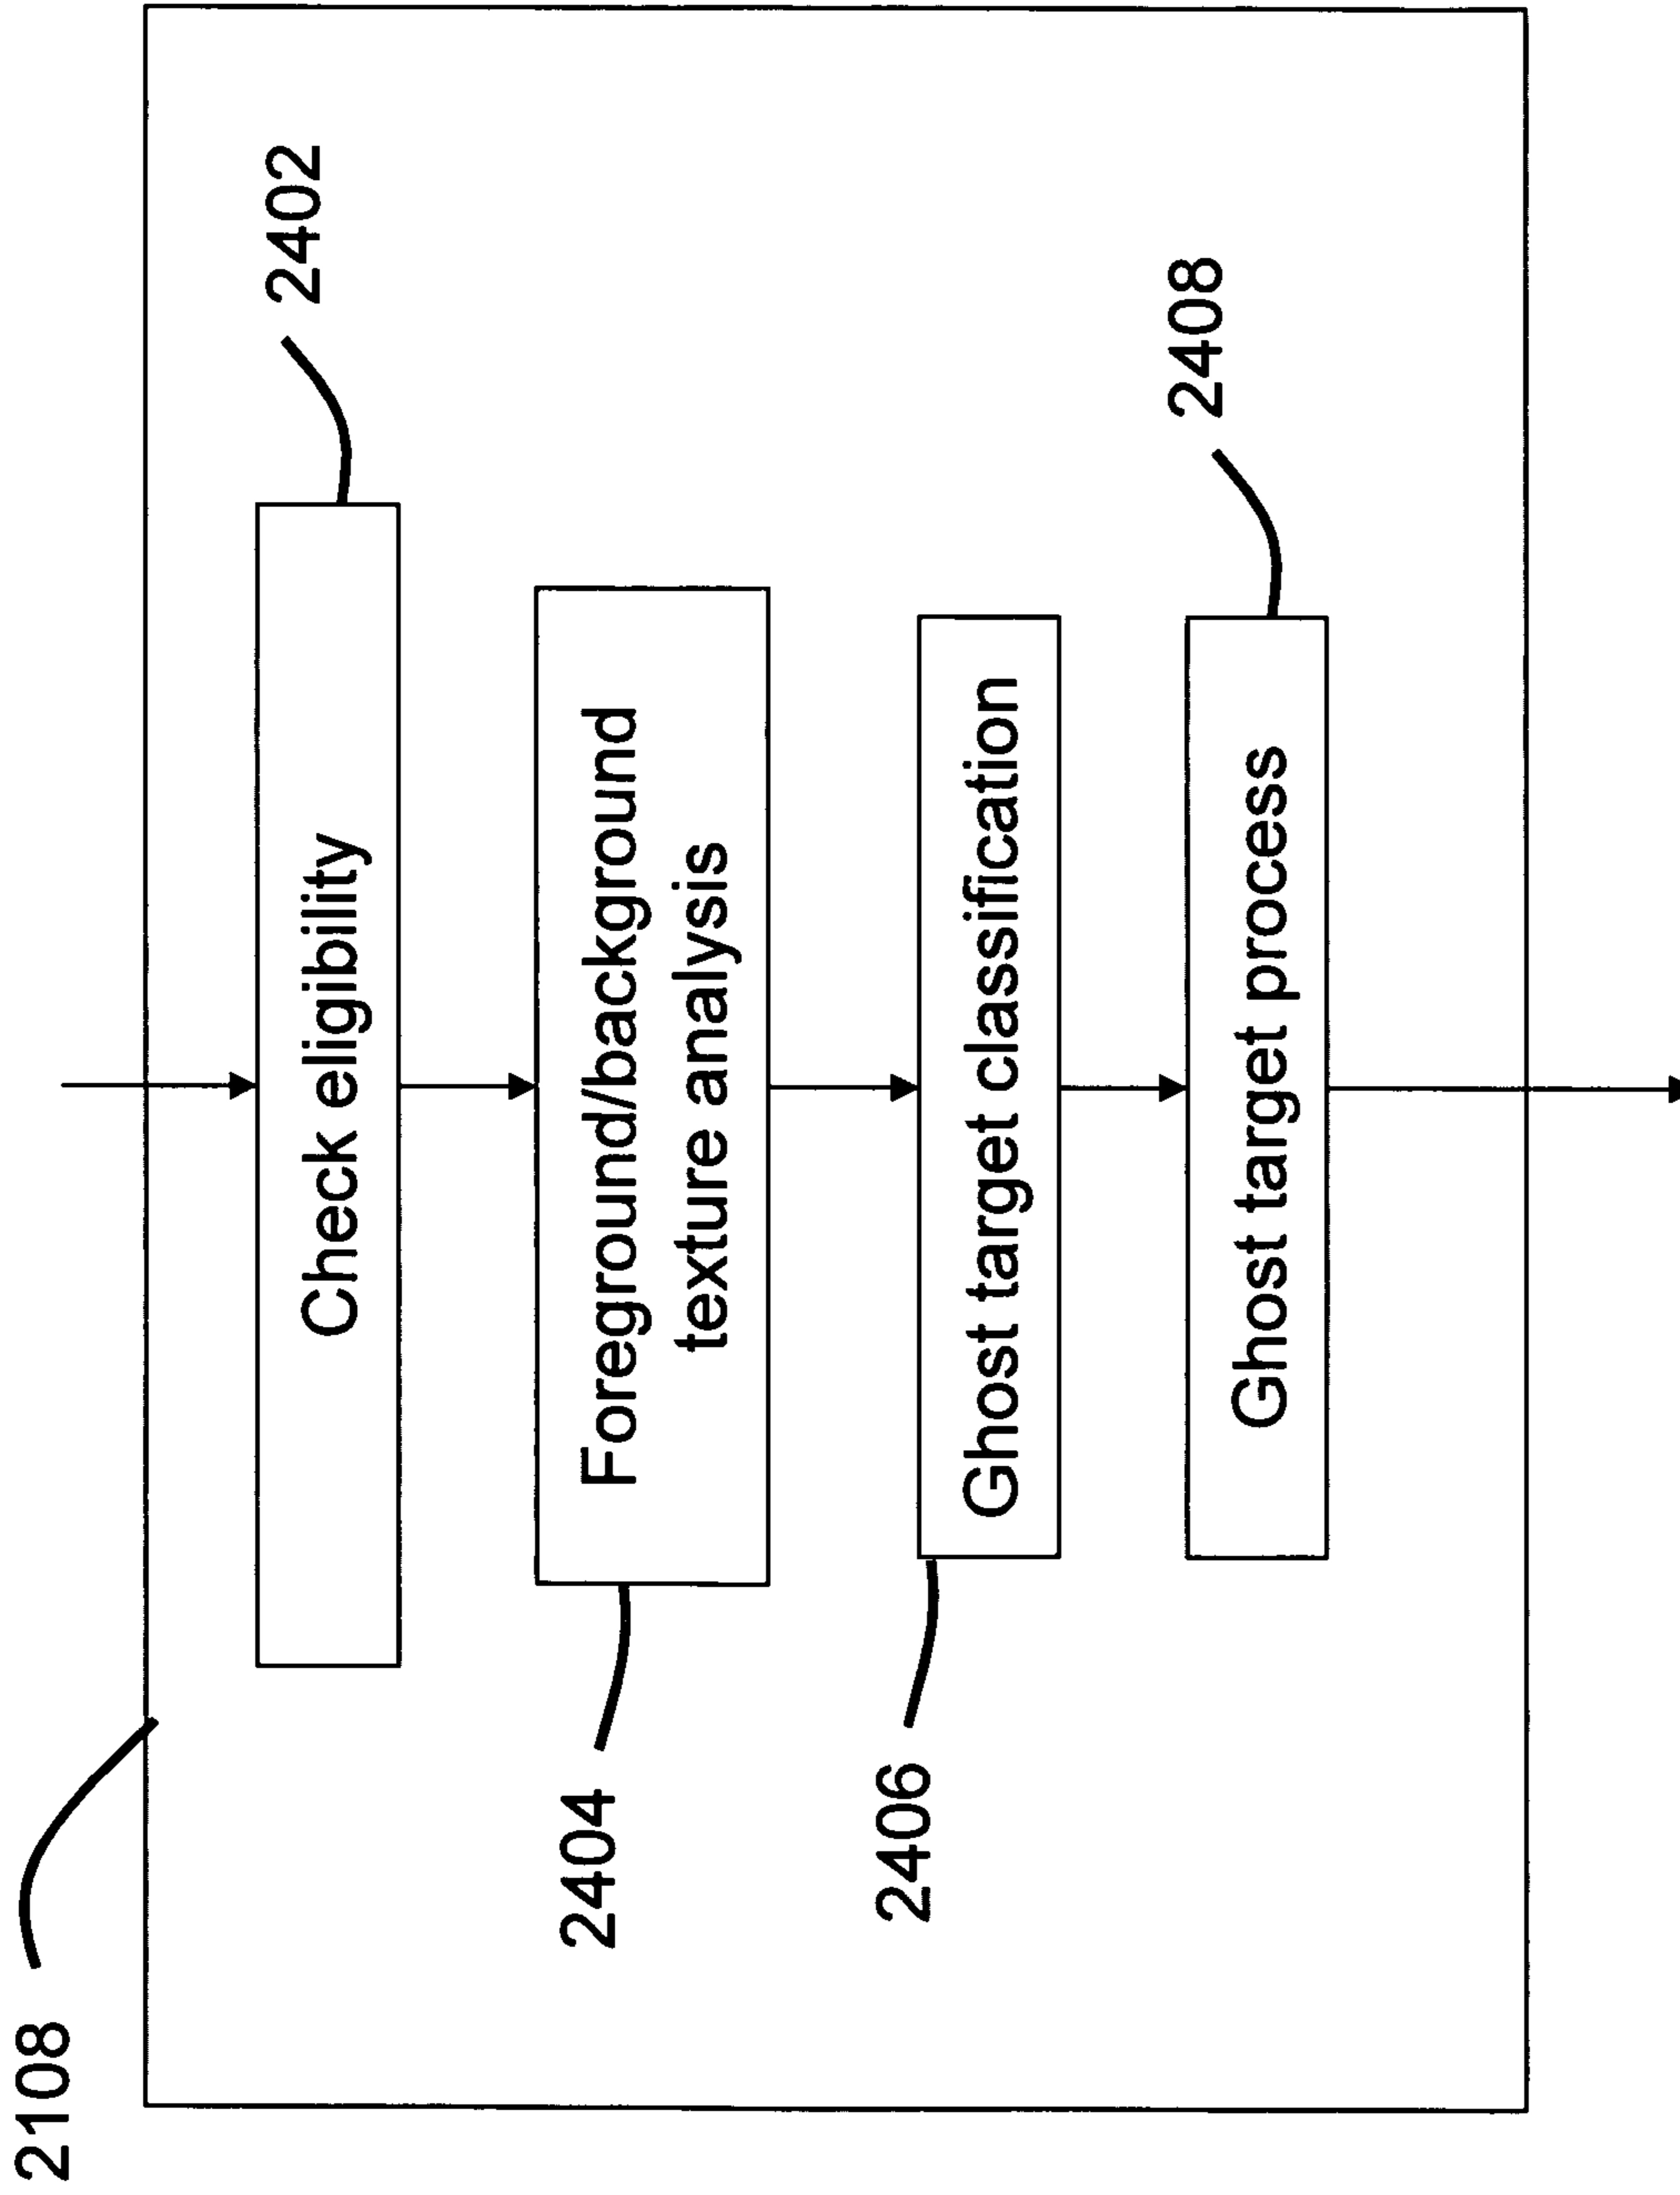 2108
Check eligibility
2402
Foreground/background
texture analysis
2404
Ghost target classification
2406
Ghost target process
2408